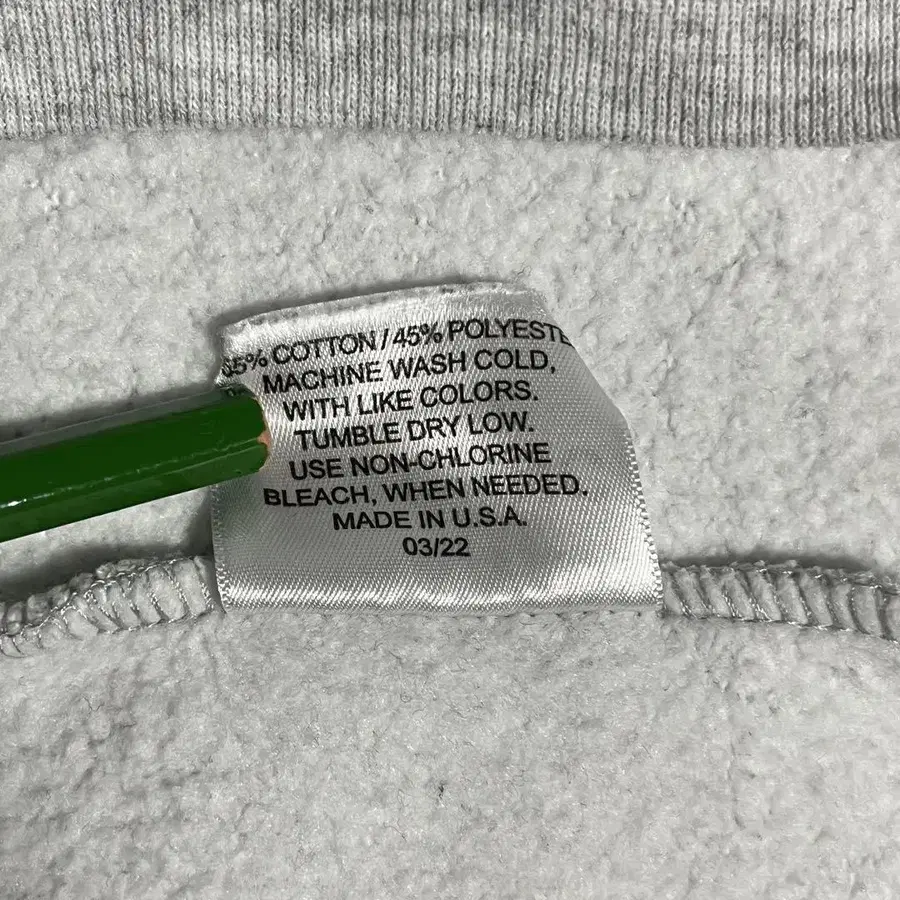 55% COTTON / 45% POLYESTE
MACHINE WASH COLD,
WITH LIKE COLORS.
TUMBLE DRY LOW.
USE NON-CHLORINE
BLEACH, WHEN NEEDED.
MADE IN U.S.A.
03/22